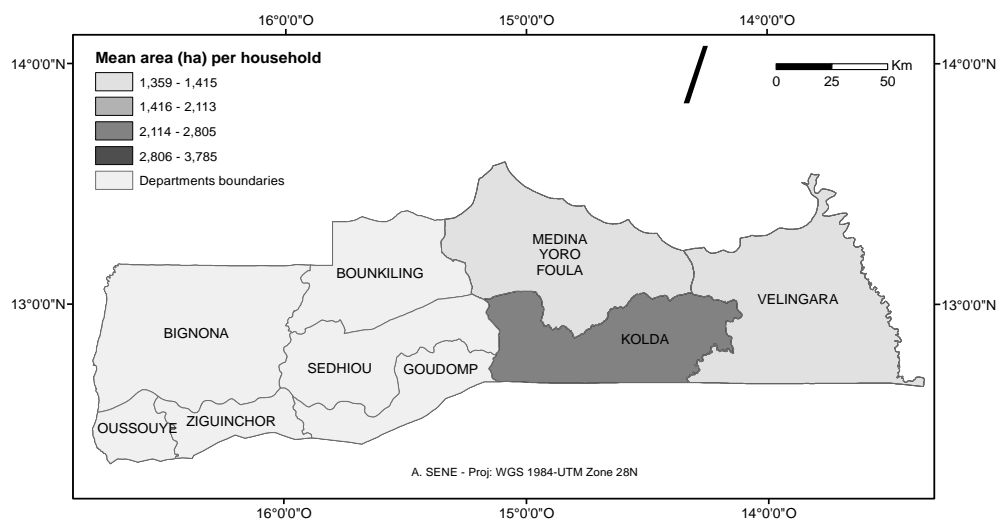 16°0'0"O 15°0'0"O 14°0'0"O
14°0'0"N 14°0'0"N
Mean area (ha) per household
1,359 - 1,415
1,416 - 2,113
2,114 - 2,805
2,806 - 3,785
Departments boundaries
Km
0 25 50
MEDINA
YORO
FOULA
BOUNKILING
VELINGARA
13°0'0"N 13°0'0"N
BIGNONA
KOLDA
SEDHIOU
GOUDOMP
ZIGUINCHOR
OUSSOUYE
A. SENE - Proj: WGS 1984-UTM Zone 28N
16°0'0"O 15°0'0"O 14°0'0"O